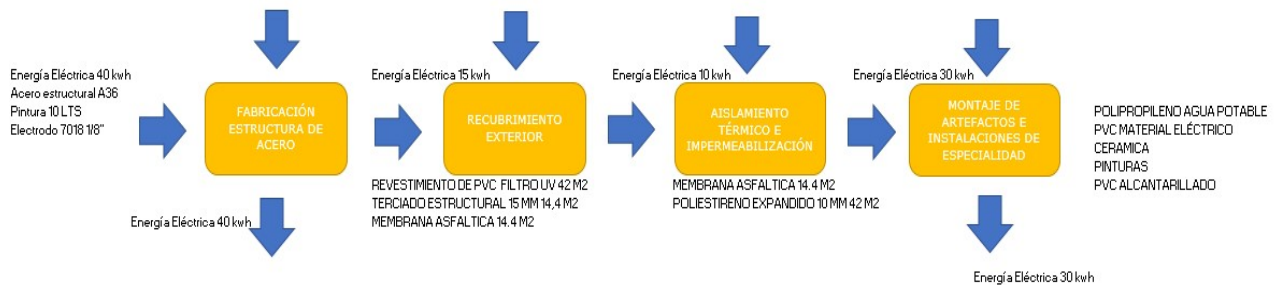 Energía Eléctrica 40 kwh
Acero estructural A36
Pintura 10 LTS
Electrodo 7018 1/8"
FABRICACIÓN
ESTRUCTURA DE
ACERO
Energía Eléctrica 40 kwh
Energía Eléctrica 15 kwh
RECUBRIMIENTO
EXTERIOR
REVESTIMIENTO DE PVC FILTRO UV 42 M2
TERCIADO ESTRUCTURAL 15 MM 14,4 M2
MEMBRANA ASFALTICA 14.4 M2
Energía Eléctrica 10 kwh
AISLAMIENTO
TÉRMICO E
IMPERMEABILIZACIÓN
MEMBRANA ASFALTICA 14.4 M2
POLIESTIRENO EXPANDIDO 10 MM 42 M2
Energía Eléctrica 30 kwh
MONTAJE DE
ARTEFACTOS E
INSTALACIONES DE
ESPECIALIDAD
POLIPROPILENO AGUA POTABLE
PVC MATERIAL ELÉCTRICO
CERAMICA
PINTURAS
PVC ALCANTARILLADO
Energía Eléctrica 30 kwh